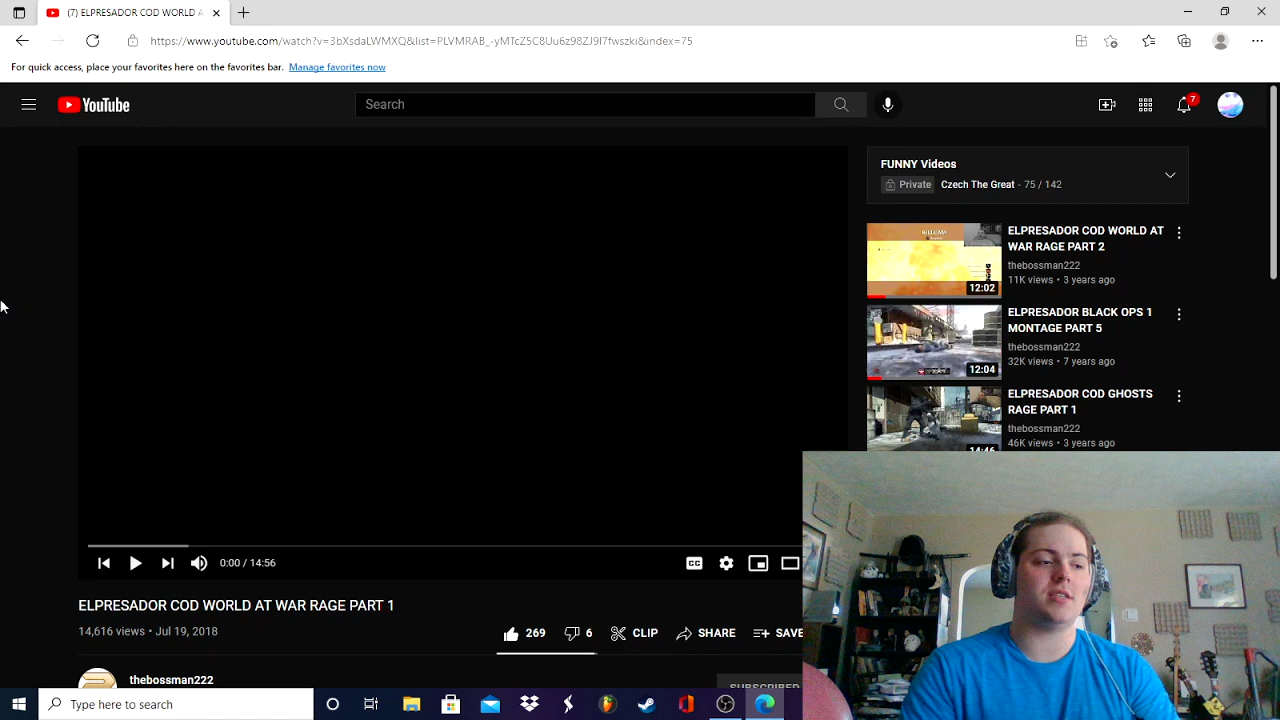 (7) ELPRESADOR COD WORLD A
https://www.youtube.com/watch?v=3bXsdaLWMXQ&list=PLVMRAB_-yMTcZ5C8Uu6z98ZJ9I7fwszki&index=75
For quick access, place your favorites here on the favorites bar. Manage favorites now
YouTube
Search
7
FUNNY Videos
Private Czech The Great - 75 / 142
ELPRESADOR COD WORLD AT
WAR RAGE PART 2
thebossman222
11K views • 3 years ago
KILLCAM
12:02
ELPRESADOR BLACK OPS 1
MONTAGE PART 5
thebossman222
32K views • 7 years ago
12:04
ELPRESADOR COD GHOSTS
RAGE PART 1
thebossman222
46K views • 3 years ago
14:46
0:00 / 14:56
CC
ELPRESADOR COD WORLD AT WAR RAGE PART 1
14,616 views • Jul 19, 2018
269 6 CLIP SHARE SAVE
thebossman222
SUBSCRIBED
Type here to search